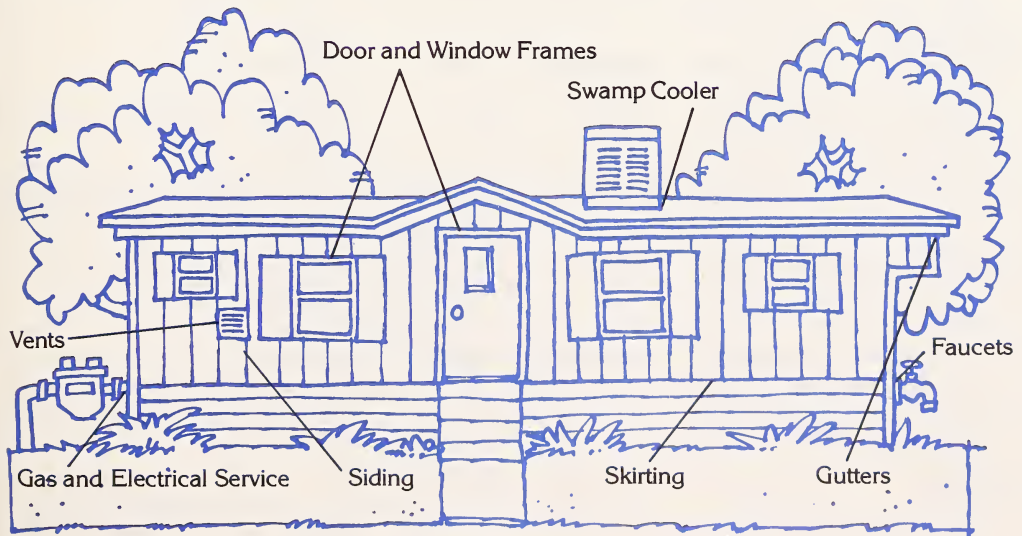 Door and Window Frames
Swamp Cooler
Vents
Faucets
Gas and Electrical Service
Siding
Skirting
Gutters